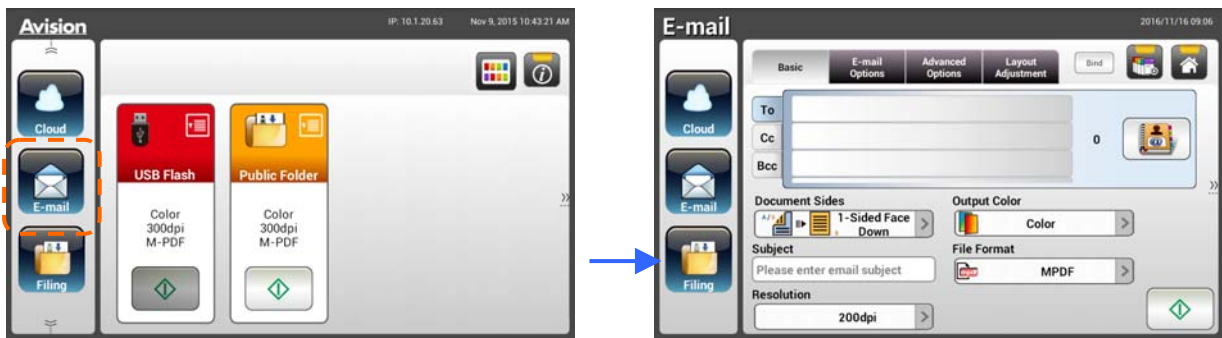 Avision
IP: 10.1.20.63
Nov 9, 2015 10:43:21 AM
Cloud
E-mail
Filing
USB Flash
Color
300dpi
M-PDF
Public Folder
Color
300dpi
M-PDF
E-mail
2016/11/16 09:06
Cloud
E-mail
Filing
Basic
E-mail
Options
Advanced
Options
Layout
Adjustment
Bind
To
Cc
Bcc
0
Document Sides
1-Sided Face
Down
Output Color
Color
Subject
Please enter email subject
File Format
MPDF
Resolution
200dpi